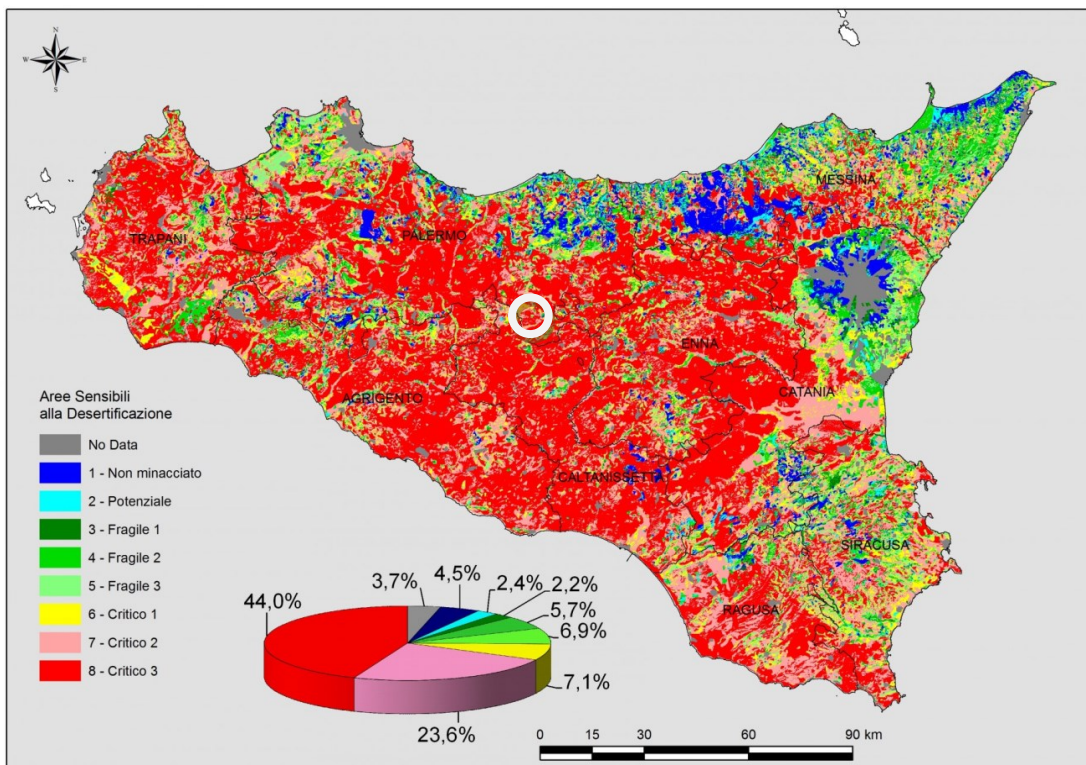 N
W E
S
MESSINA
TRAPANI
PALERMO
ENNA
CATANIA
AGRIGENTO
CALTANISSETTA
SIRACUSA
RAGUSA
Aree Sensibili
alla Desertificazione
No Data
1 - Non minacciato
2 - Potenziale
3 - Fragile 1
4 - Fragile 2
5 - Fragile 3
6 - Critico 1
7 - Critico 2
8 - Critico 3
44,0%
3,7%
4,5%
2,4%
2,2%
5,7%
6,9%
7,1%
23,6%
0 15 30 60 90 km